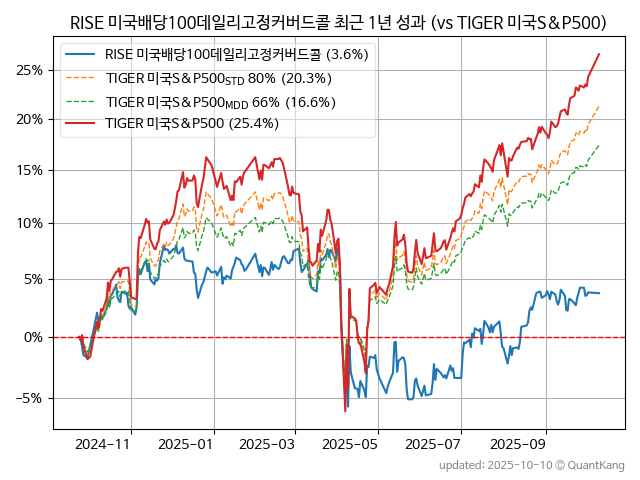 RISE 미국배당100데일리고정커버드콜 최근 1년 성과 (vs TIGER 미국S&P500)
RISE 미국배당100데일리고정커버드콜 (3.6%)
TIGER 미국S&P500STD 80% (20.3%)
TIGER 미국S&P500MDD 66% (16.6%)
TIGER 미국S&P500 (25.4%)
25%
20%
15%
10%
5%
0%
−5%
2024-11
2025-01
2025-03
2025-05
2025-07
2025-09
updated: 2025-10-10 © QuantKang